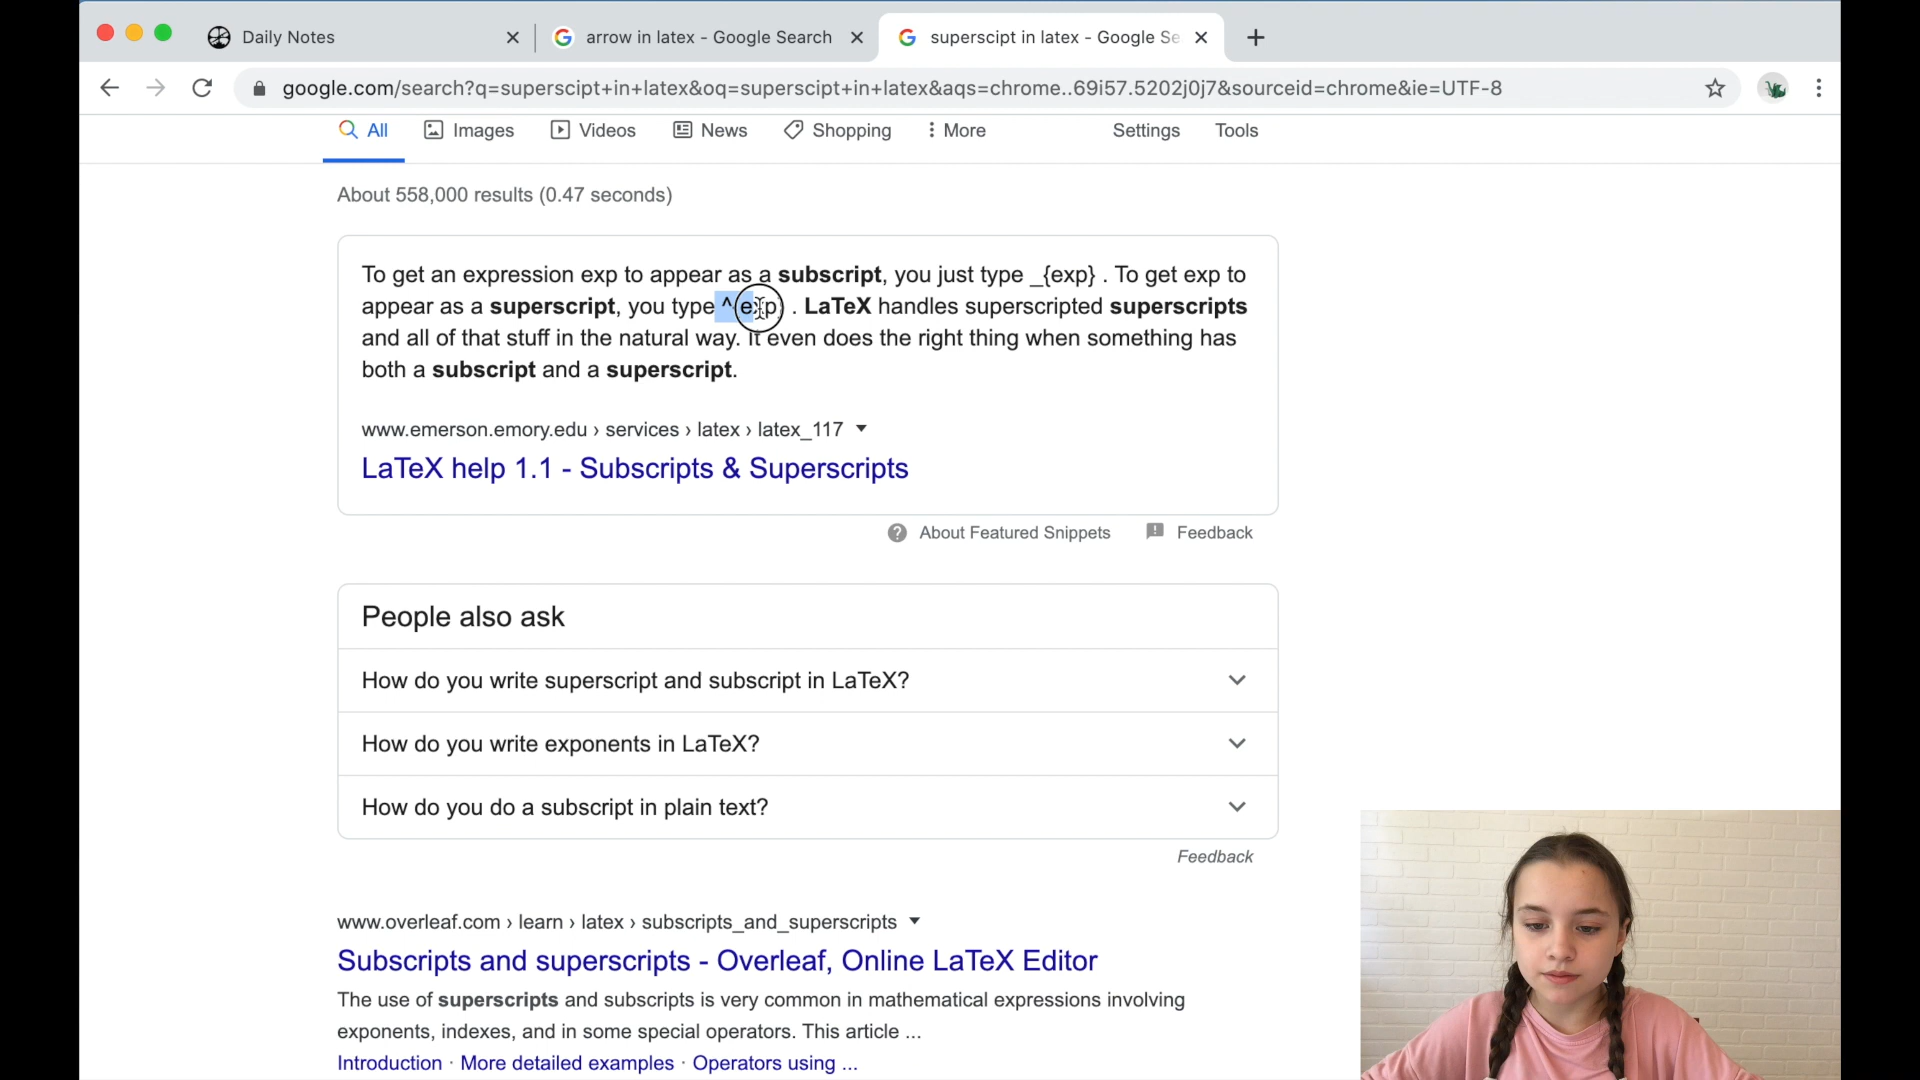 Daily Notes
arrow in latex - Google Search
superscipt in latex - Google Se
google.com/search?q=superscipt+in+latex&oq=superscipt+in+latex&aqs=chrome..69i57.5202j0j7&sourceid=chrome&ie=UTF-8
All Images Videos News Shopping More Settings Tools
About 558,000 results (0.47 seconds)
To get an expression exp to appear as a subscript, you just type _{exp} . To get exp to
appear as a superscript, you type ^{exp} . LaTeX handles superscripted superscripts
and all of that stuff in the natural way. It even does the right thing when something has
both a subscript and a superscript.
www.emerson.emory.edu › services › latex › latex_117
LaTeX help 1.1 - Subscripts & Superscripts
About Featured Snippets Feedback
People also ask
How do you write superscript and subscript in LaTeX?
How do you write exponents in LaTeX?
How do you do a subscript in plain text?
Feedback
www.overleaf.com › learn › latex › subscripts_and_superscripts
Subscripts and superscripts - Overleaf, Online LaTeX Editor
The use of superscripts and subscripts is very common in mathematical expressions involving
exponents, indexes, and in some special operators. This article ...
Introduction · More detailed examples · Operators using ...